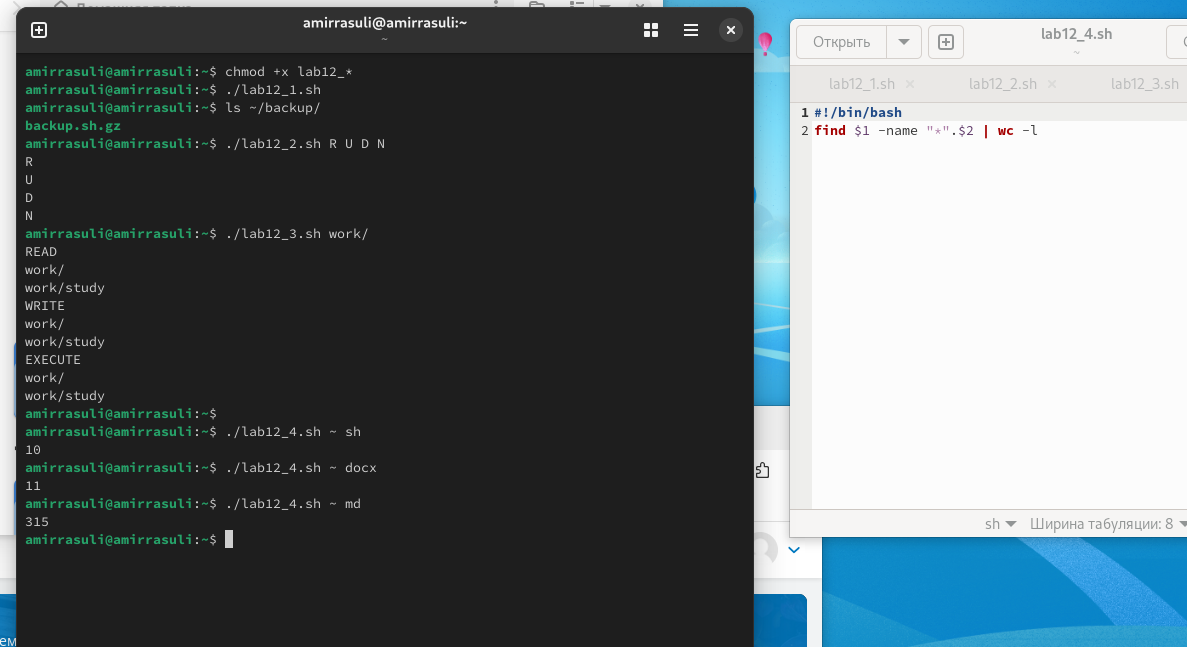 amirrasuli@amirrasuli:~
~
amirrasuli@amirrasuli:~$ chmod +x lab12_*
amirrasuli@amirrasuli:~$ ./lab12_1.sh
amirrasuli@amirrasuli:~$ ls ~/backup/
backup.sh.gz
amirrasuli@amirrasuli:~$ ./lab12_2.sh R U D N
R
U
D
N
amirrasuli@amirrasuli:~$ ./lab12_3.sh work/
READ
work/
work/study
WRITE
work/
work/study
EXECUTE
work/
work/study
amirrasuli@amirrasuli:~$
amirrasuli@amirrasuli:~$ ./lab12_4.sh ~ sh
10
amirrasuli@amirrasuli:~$ ./lab12_4.sh ~ docx
11
amirrasuli@amirrasuli:~$ ./lab12_4.sh ~ md
315
amirrasuli@amirrasuli:~$
Открыть
lab12_4.sh
~
lab12_1.sh × lab12_2.sh × lab12_3.sh
1 #!/bin/bash
2 find $1 -name "*".$2 | wc -l
sh Ширина табуляции: 8